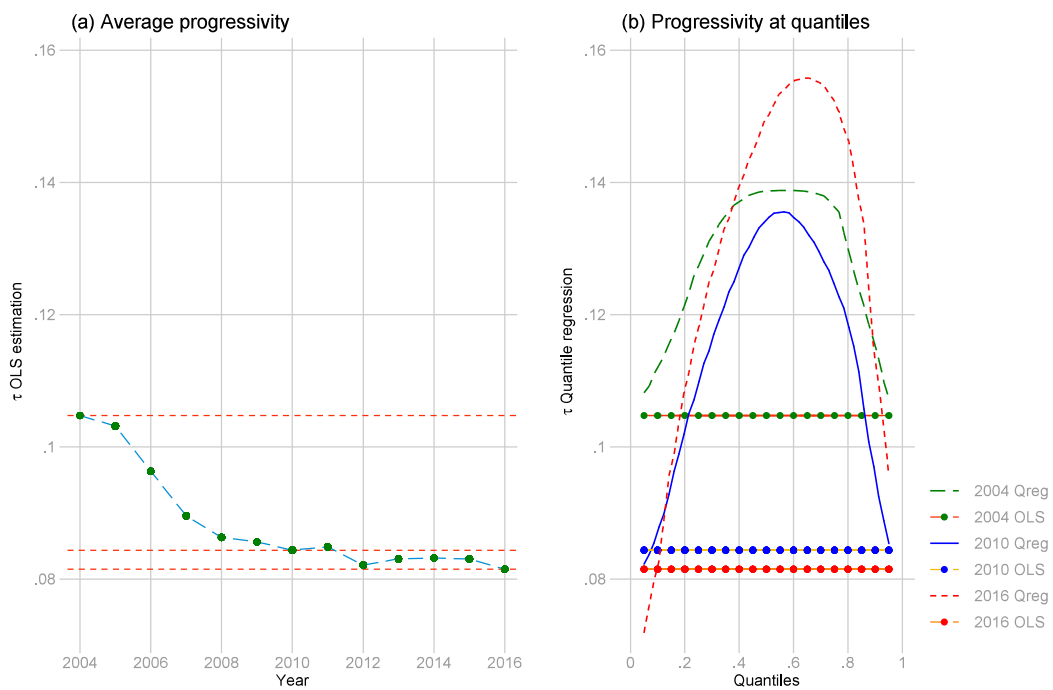 (a) Average progressivity
.16
.14
.12
.1
.08
τ OLS estimation
2004 2006 2008 2010 2012 2014 2016
Year
(b) Progressivity at quantiles
.16
.14
.12
.1
.08
τ Quantile regression
0 .2 .4 .6 .8 1
Quantiles
2004 Qreg
2004 OLS
2010 Qreg
2010 OLS
2016 Qreg
2016 OLS